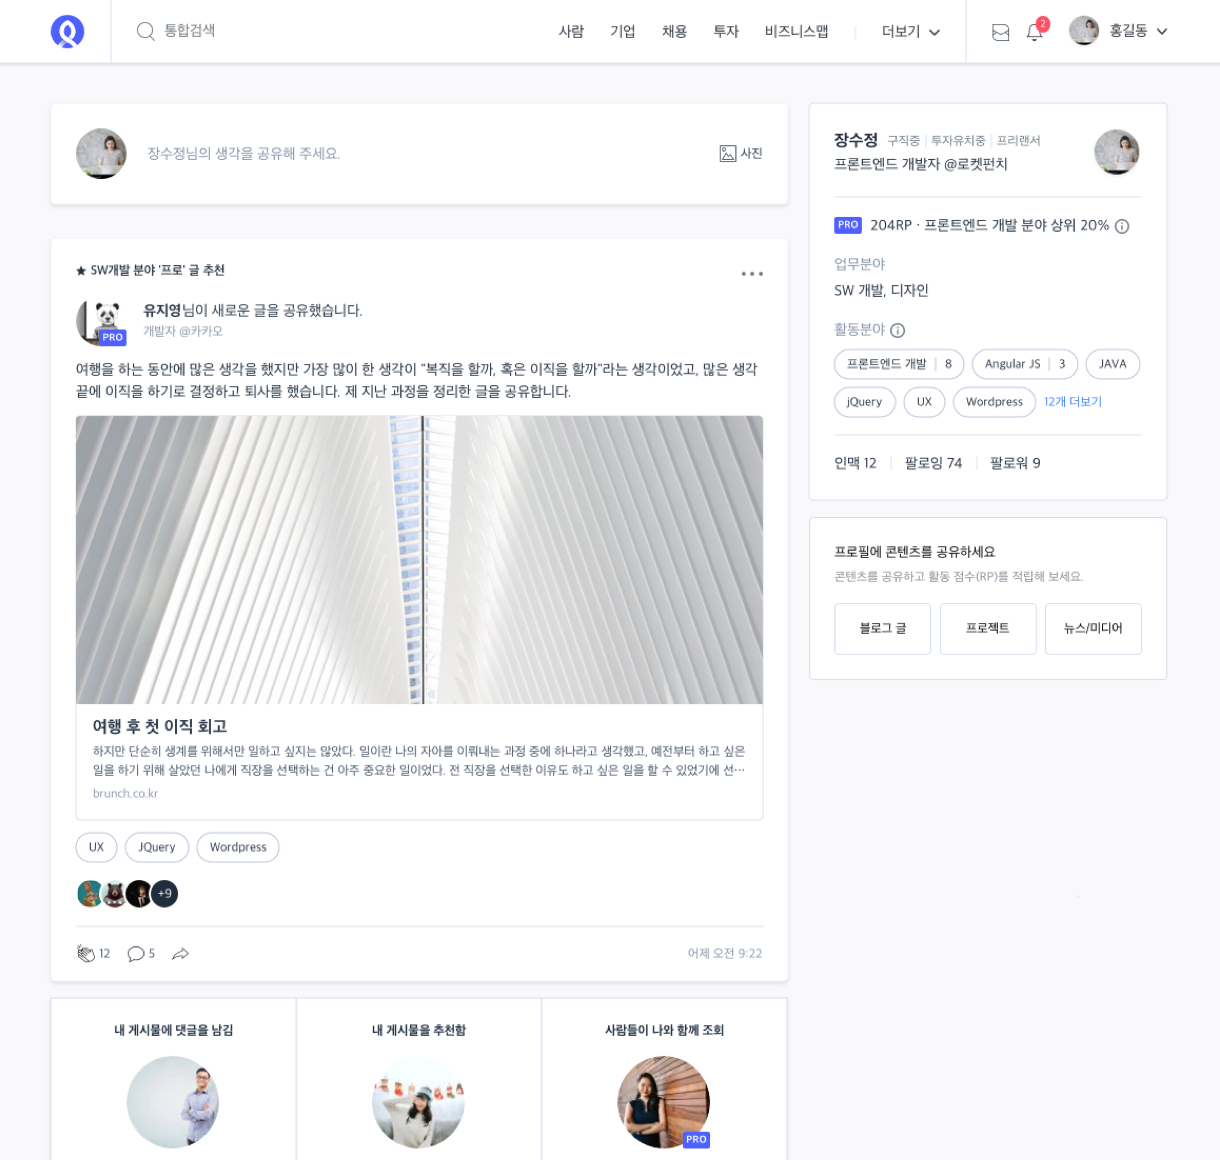 통합검색
사람 기업 채용 투자 비즈니스맵 더보기
2
홍길동
장수정님의 생각을 공유해 주세요.
사진
★ SW개발 분야 '프로' 글 추천
유지영님이 새로운 글을 공유했습니다.
개발자 @카카오
PRO
여행을 하는 동안에 많은 생각을 했지만 가장 많이 한 생각이 "복직을 할까, 혹은 이직을 할까"라는 생각이었고, 많은 생각
끝에 이직을 하기로 결정하고 퇴사를 했습니다. 제 지난 과정을 정리한 글을 공유합니다.
여행 후 첫 이직 회고
하지만 단순히 생계를 위해서만 일하고 싶지는 않았다. 일이란 나의 자아를 이뤄내는 과정 중에 하나라고 생각했고, 예전부터 하고 싶은
일을 하기 위해 살았던 나에게 직장을 선택하는 건 아주 중요한 일이었다. 전 직장을 선택한 이유도 하고 싶은 일을 할 수 있었기에 선…
brunch.co.kr
UX JQuery Wordpress
+9
12 5
어제 오전 9:22
내 게시물에 댓글을 남김
내 게시물을 추천함
사람들이 나와 함께 조회
PRO
장수정 구직중 | 투자유치중 | 프리랜서
프론트엔드 개발자 @로켓펀치
PRO 204RP · 프론트엔드 개발 분야 상위 20%
업무분야
SW 개발, 디자인
활동분야
프론트엔드 개발 | 8 Angular JS | 3 JAVA
jQuery UX Wordpress 12개 더보기
인맥 12 | 팔로잉 74 | 팔로워 9
프로필에 콘텐츠를 공유하세요
콘텐츠를 공유하고 활동 점수(RP)를 적립해 보세요.
블로그 글 프로젝트 뉴스/미디어